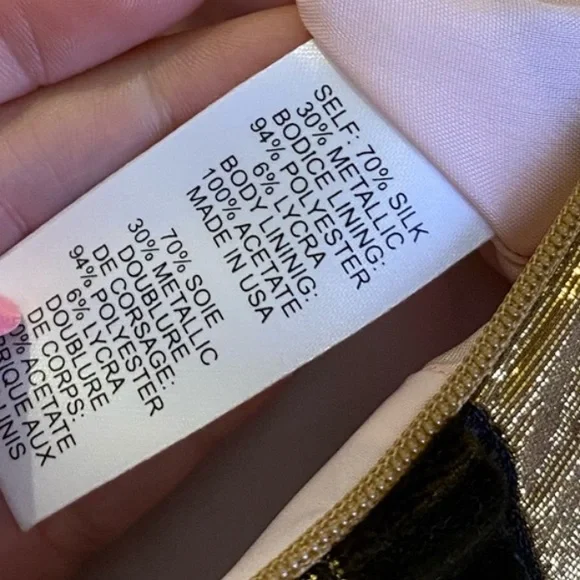 SELF: 70% SILK
30% METALLIC
BODICE LINING:
94% POLYESTER
6% LYCRA
BODY LINING:
100% ACETATE
MADE IN USA
70% SOIE
30% METALLIC
DOUBLURE
DE CORSAGE:
94% POLYESTER
6% LYCRA
DOUBLURE
DE CORPS:
ACETATE
AUX